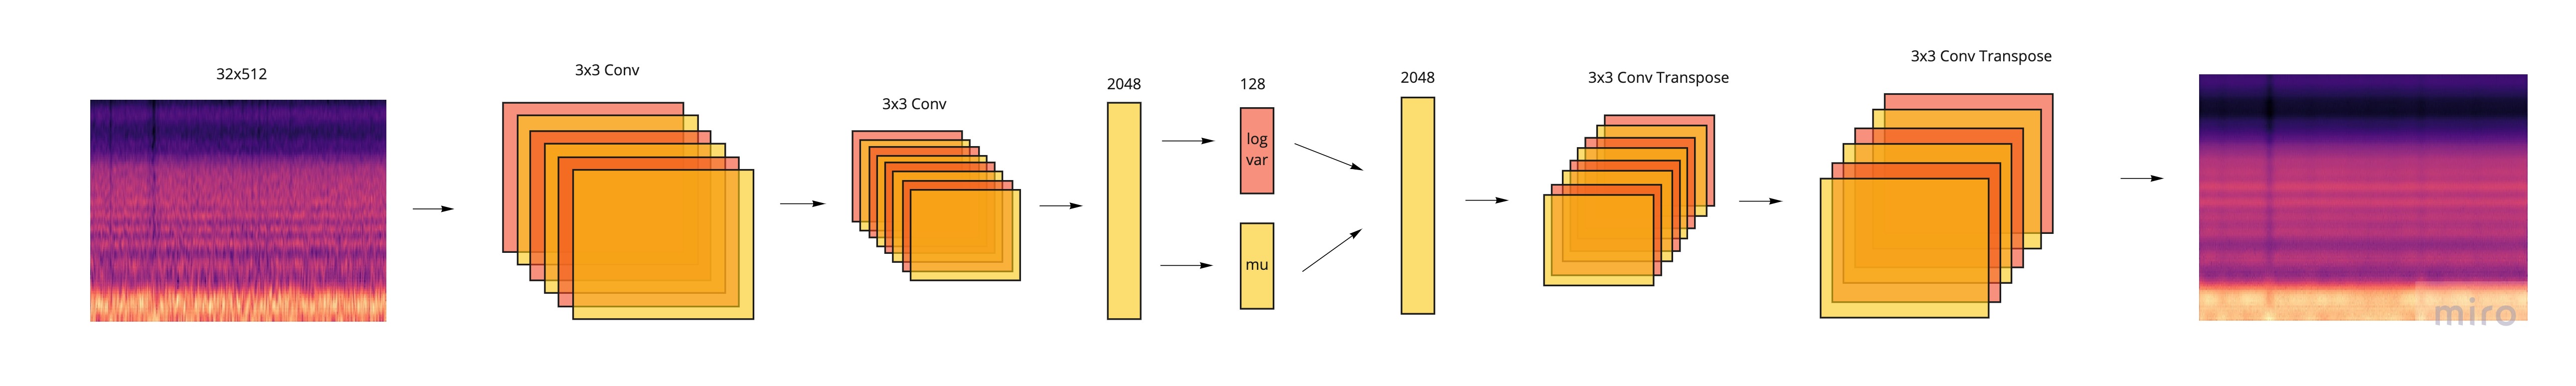 32x512
3x3 Conv
3x3 Conv
2048
128
log
var
mu
2048
3x3 Conv Transpose
3x3 Conv Transpose
miro